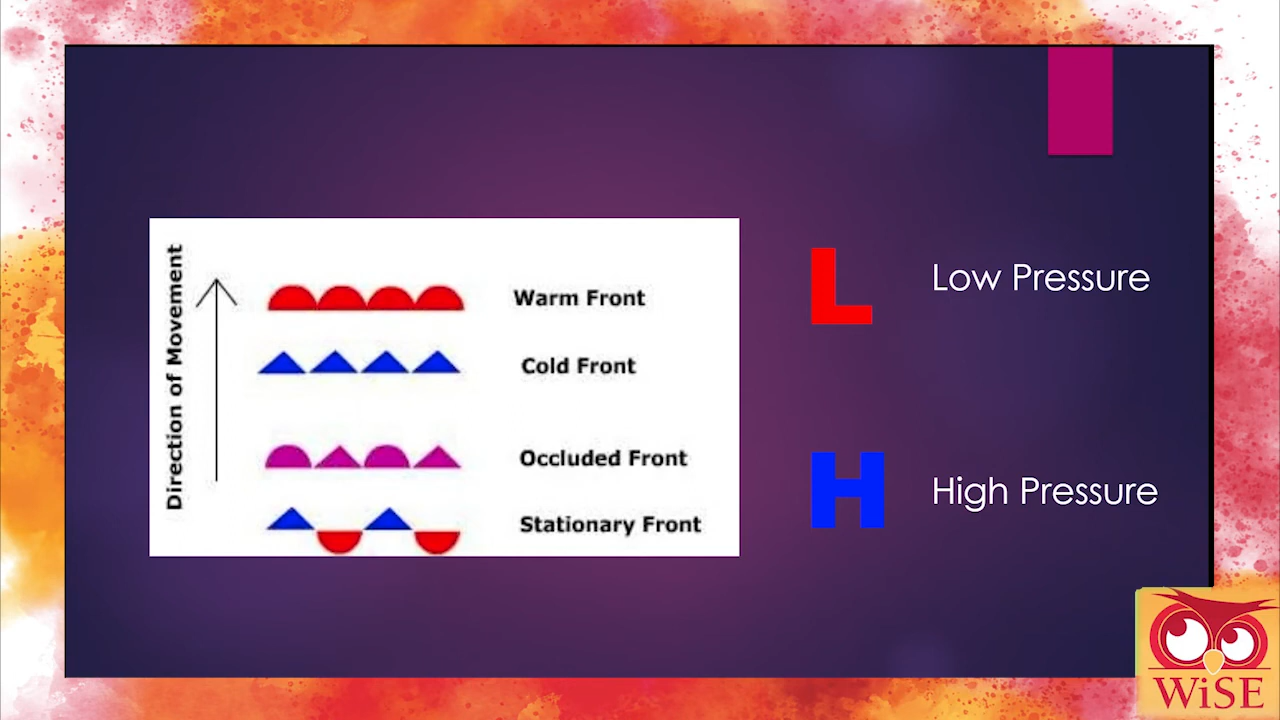 Direction of Movement
Warm Front
Cold Front
Occluded Front
Stationary Front
L
Low Pressure
H
High Pressure
WiSE